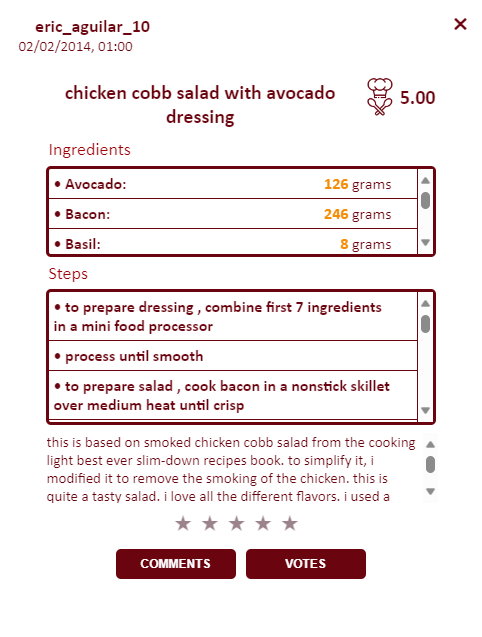 eric_aguilar_10
02/02/2014, 01:00
chicken cobb salad with avocado
dressing
5.00
Ingredients
• Avocado: 126 grams
• Bacon: 246 grams
• Basil: 8 grams
Steps
• to prepare dressing , combine first 7 ingredients
in a mini food processor
• process until smooth
• to prepare salad , cook bacon in a nonstick skillet
over medium heat until crisp
this is based on smoked chicken cobb salad from the cooking
light best ever slim-down recipes book. to simplify it, i
modified it to remove the smoking of the chicken. this is
quite a tasty salad. i love all the different flavors. i used a
COMMENTS
VOTES